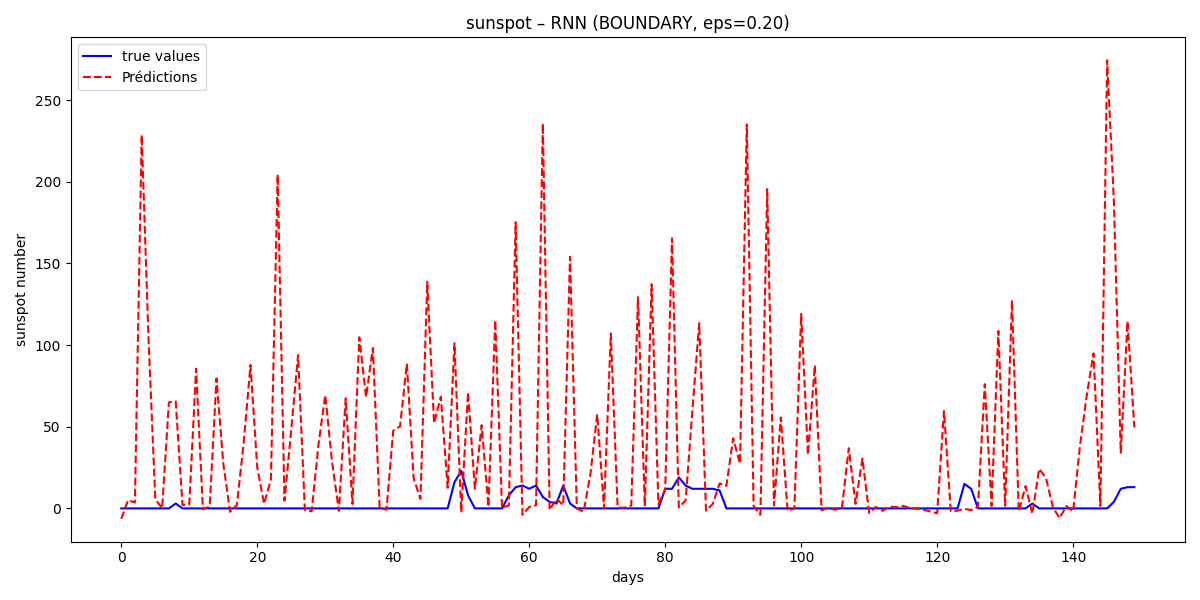 sunspot – RNN (BOUNDARY, eps=0.20)
true values
Prédictions
sunspot number
250
200
150
100
50
0
0 20 40 60 80 100 120 140
days